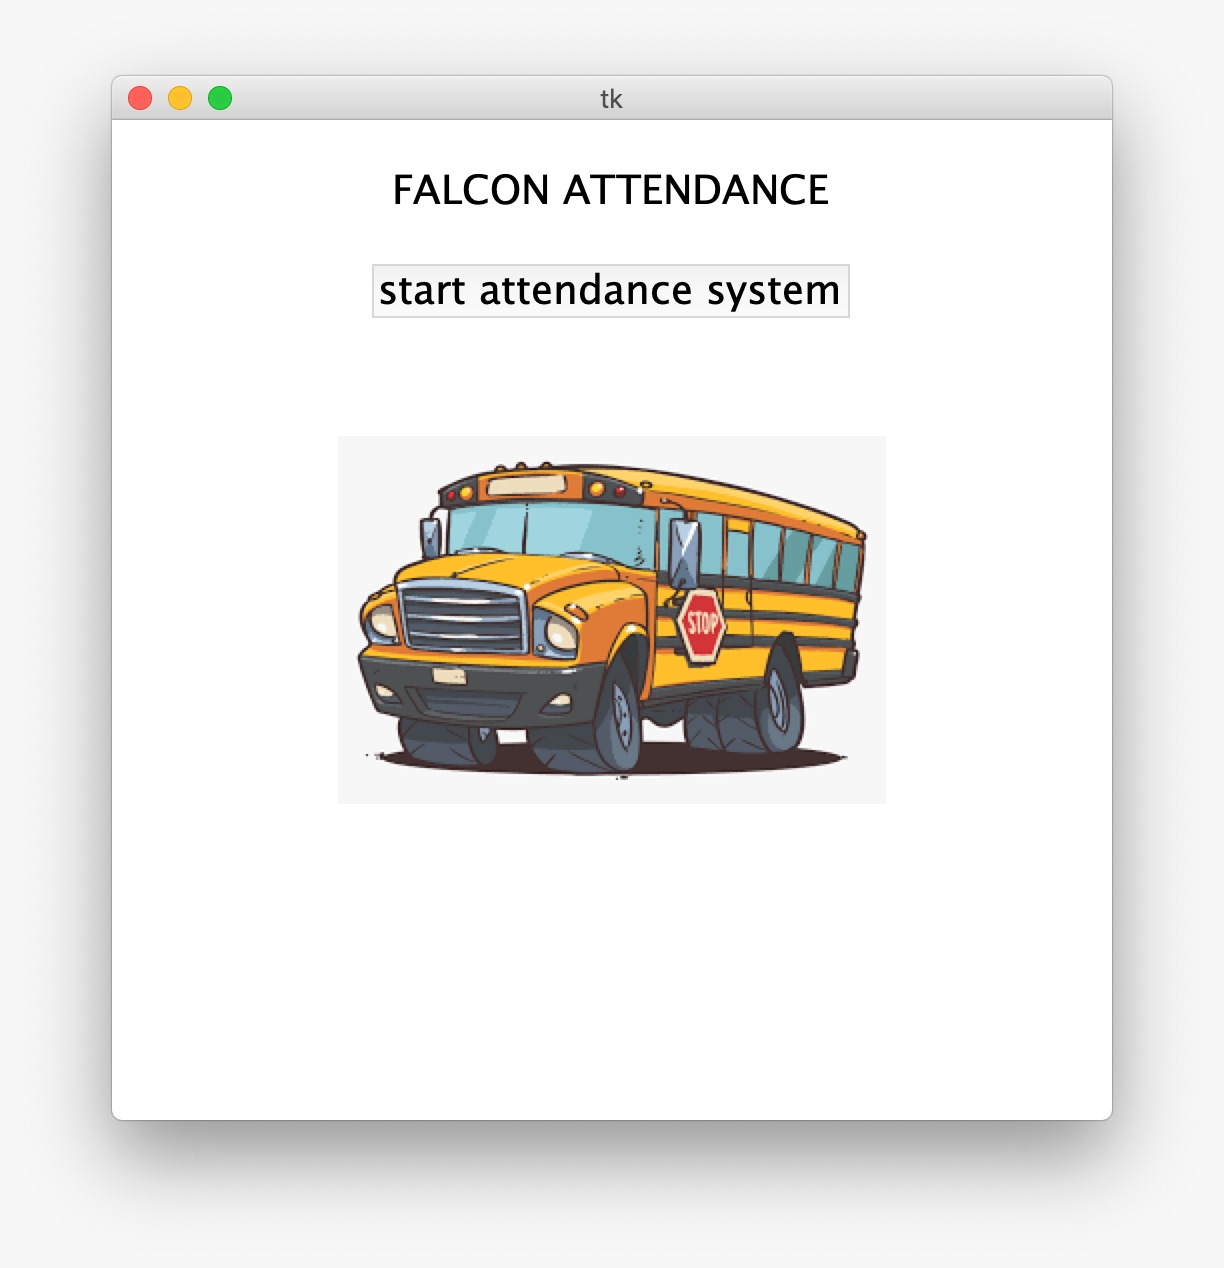 tk
FALCON ATTENDANCE
start attendance system
STOP